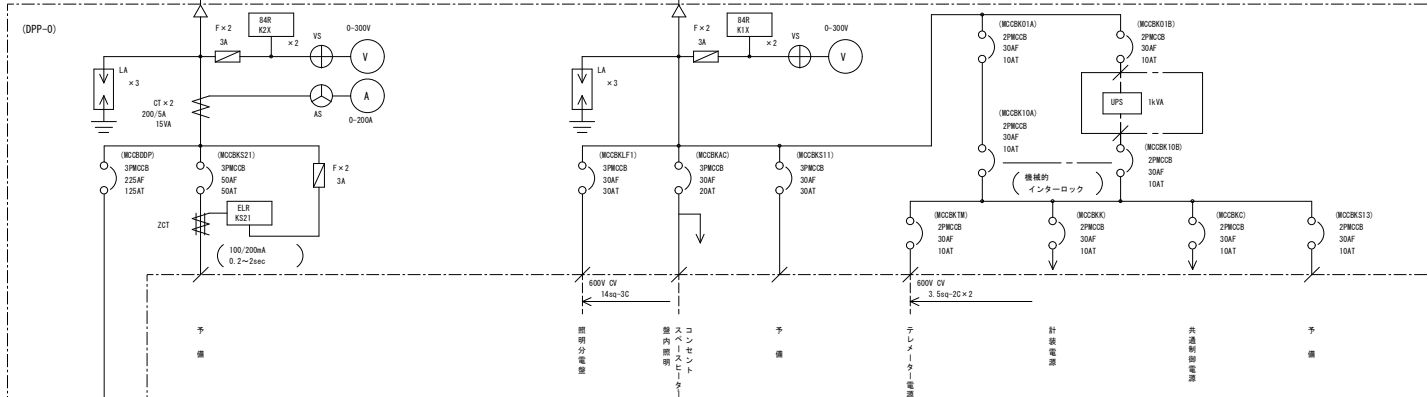 (DPP-0)
F×2
3A
84R
K2X
×2
VS
0-300V
V
LA
×3
CT×2
200/5A
15VA
AS
A
0-200A
(MCCBDDP)
3PMCCB
225AF
125AT
(MCCBKS21)
3PMCCB
50AF
50AT
F×2
3A
ZCT
ELR
KS21
100/200mA
0.2～2sec
予備
F×2
3A
84R
K1X
×2
VS
0-300V
V
LA
×3
(MCCBKLF1)
3PMCCB
30AF
30AT
(MCCBKAC)
3PMCCB
30AF
20AT
(MCCBKS11)
3PMCCB
30AF
30AT
600V CV
14sq-3C
照明分電盤
コンセント
スペースヒーター
盤内照明
予備
(MCCBK01A)
2PMCCB
30AF
10AT
(MCCBK01B)
2PMCCB
30AF
10AT
UPS
1kVA
(MCCBK10A)
2PMCCB
30AF
10AT
(MCCBK10B)
2PMCCB
30AF
10AT
機械的
インターロック
(MCCBKTM)
2PMCCB
30AF
10AT
(MCCBKK)
2PMCCB
30AF
10AT
(MCCBKC)
2PMCCB
30AF
10AT
(MCCBKS13)
2PMCCB
30AF
10AT
600V CV
3.5sq-2C×2
テレメーター電源
計装電源
共通制御電源
予備